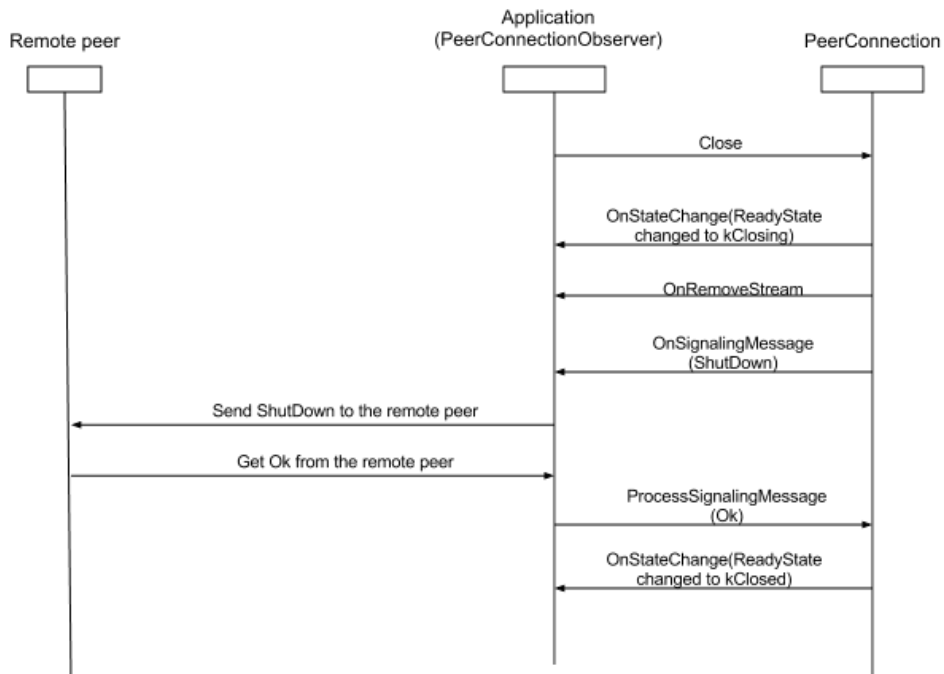 Application
Remote peer
(PeerConnectionObserver)
PeerConnection
Close
OnStateChange(ReadyState
changed to kClosing)
OnRemoveStream
OnSignalingMessage
(ShutDown)
Send ShutDown to the remote peer
Get Ok from the remote peer
ProcessSignalingMessage
(Ok)
OnStateChange(ReadyState
changed to kClosed)